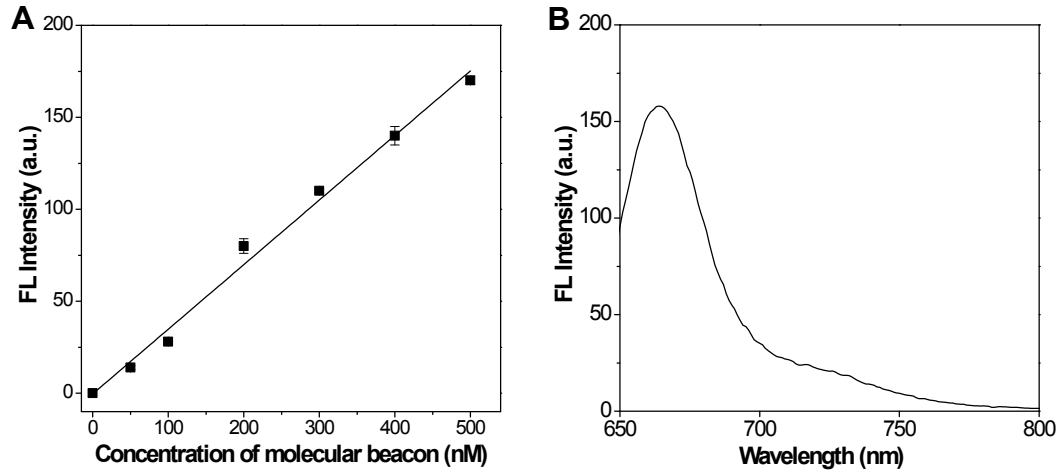 A
200
150
100
50
0
FL Intensity (a.u.)
0 100 200 300 400 500
Concentration of molecular beacon (nM)
B
200
150
100
50
0
FL Intensity (a.u.)
650 700 750 800
Wavelength (nm)